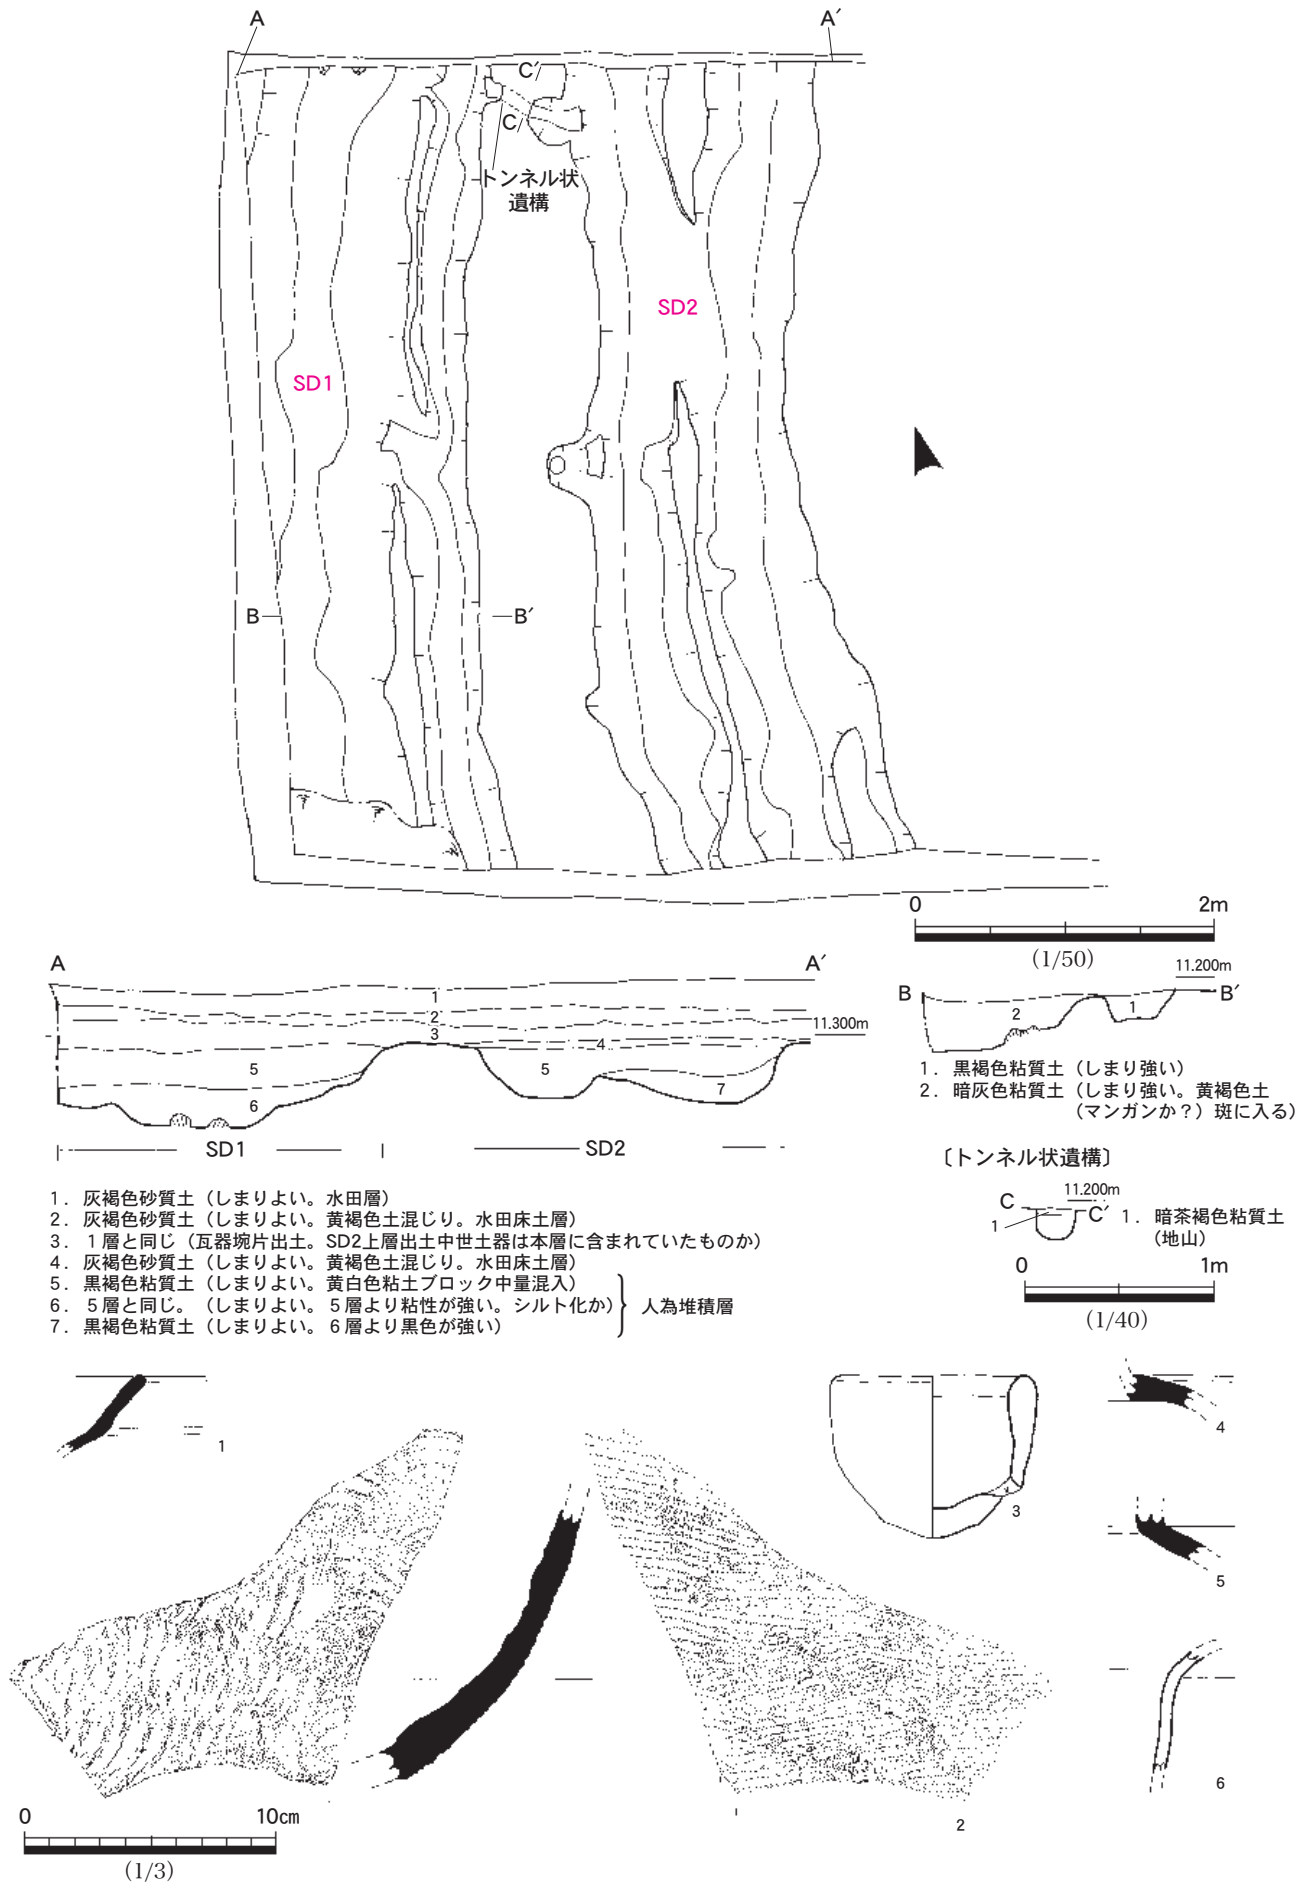 A
A′
C′
C
トンネル状
遺構
SD2
SD1
B
B′
0 2m
(1/50)
A A′
1
2
3
4
11.300m
5
5
6
7
SD1 SD2
B B′
11.200m
1
2
1. 黒褐色粘質土（しまり強い）
2. 暗灰色粘質土（しまり強い。黄褐色土
（マンガンか？）斑に入る）
〔トンネル状遺構〕
C C′
11.200m
1
1. 暗茶褐色粘質土
（地山）
0 1m
(1/40)
1. 灰褐色砂質土（しまりよい。水田層）
2. 灰褐色砂質土（しまりよい。黄褐色土混じり。水田床土層）
3. １層と同じ（瓦器埦片出土。SD2上層出土中世土器は本層に含まれていたものか）
4. 灰褐色砂質土（しまりよい。黄褐色土混じり。水田床土層）
5. 黒褐色粘質土（しまりよい。黄白色粘土ブロック中量混入）
6. ５層と同じ。（しまりよい。５層より粘性が強い。シルト化か）
7. 黒褐色粘質土（しまりよい。６層より黒色が強い）
人為堆積層
1
2
3
4
5
6
0 10cm
(1/3)